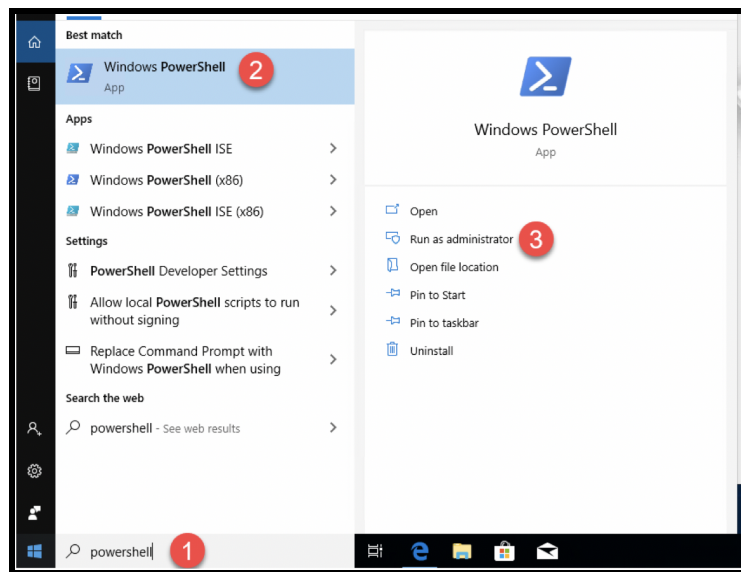 Best match
Windows PowerShell
App
2
Apps
Windows PowerShell ISE
Windows PowerShell (x86)
Windows PowerShell ISE (x86)
Settings
PowerShell Developer Settings
Allow local PowerShell scripts to run
without signing
Replace Command Prompt with
Windows PowerShell when using
Search the web
powershell - See web results
powershell
1
Windows PowerShell
App
Open
Run as administrator
3
Open file location
Pin to Start
Pin to taskbar
Uninstall